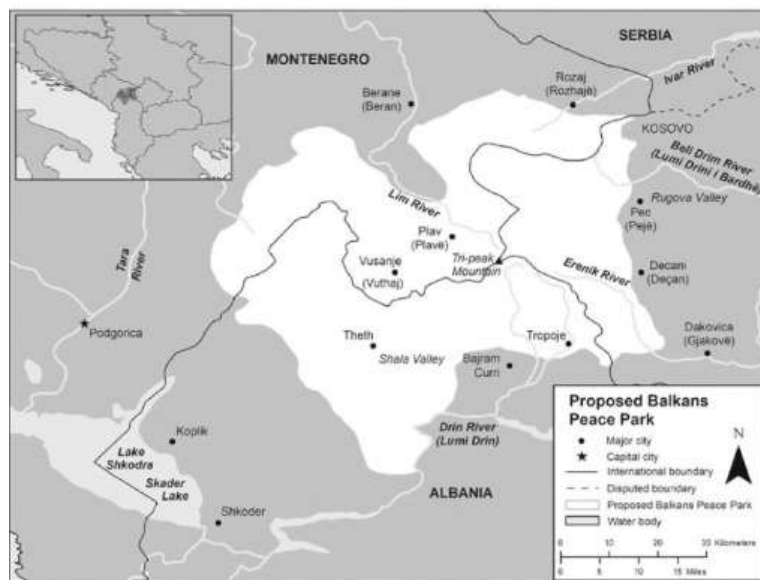 SERBIA
MONTENEGRO
Ivar River
Berane
(Beran)
Rozaj
(Rozhajë)
KOSOVO
Beli Drim River
(Lumi Drini i Bardhë)
Rugova Valley
Lim River
Pec
(Pejë)
Plav
(Plavë)
Tara
River
Vusanje
(Vuthaj)
Tri-peak
Mountain
Erenik River
Decani
(Deçan)
Podgorica
Theth
Shala Valley
Tropoje
Dakovica
(Gjakovë)
Bajram
Curri
Drin River
(Lumi Drin)
Koplik
Lake
Shkodra
Skader
Lake
ALBANIA
Shkoder
Proposed Balkans
Peace Park
Major city
Capital city
International boundary
Disputed boundary
Proposed Balkans Peace Park
Water body
N
0 10 20 30 Kilometers
0 5 10 15 Miles